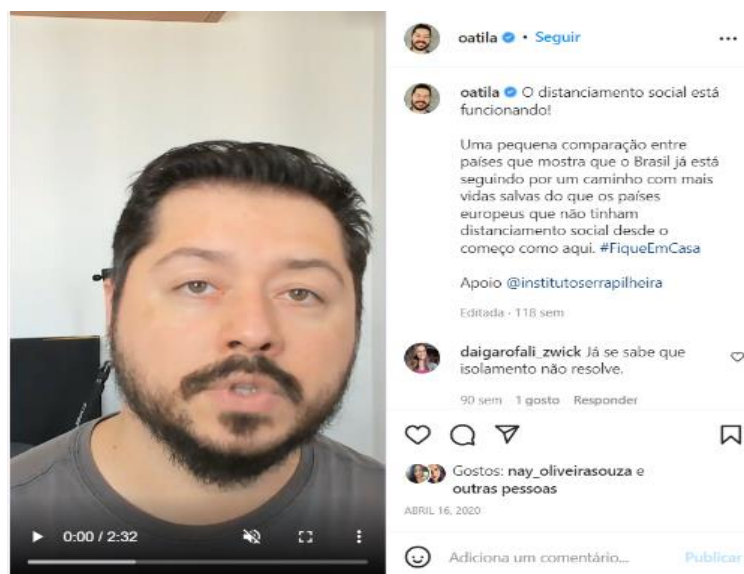 oatila • Seguir
oatila O distanciamento social está
funcionando!
Uma pequena comparação entre
países que mostra que o Brasil já está
seguindo por um caminho com mais
vidas salvas do que os países
europeus que não tinham
distanciamento social desde o
começo como aqui. #FiqueEmCasa
Apoio @institutoserrapilheira
Editada · 118 sem
daigarofali_zwick Já se sabe que
isolamento não resolve.
90 sem 1 gosto Responder
Gostos: nay_oliveirasouza e
outras pessoas
ABRIL 16, 2020
Adiciona um comentário... Publicar
0:00 / 2:32